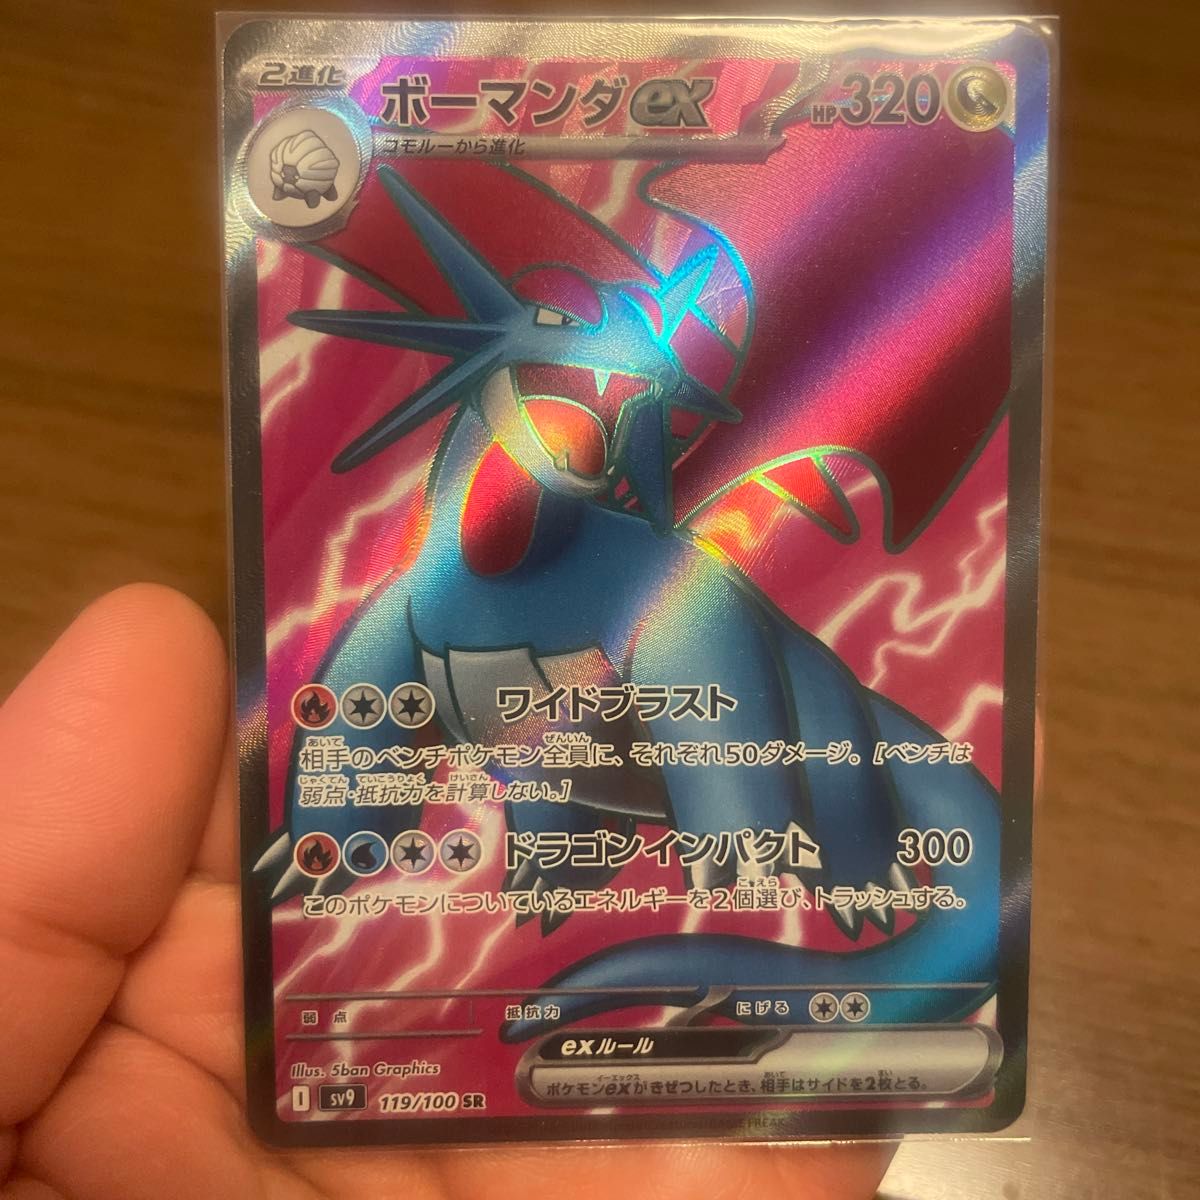 2進化 ボーマンダex HP320
コモルーから進化
ワイドブラスト
相手のベンチポケモン全員に、それぞれ50ダメージ。[ベンチは
弱点・抵抗力を計算しない。]
ドラゴンインパクト 300
このポケモンについているエネルギーを2個選び、トラッシュする。
弱点 抵抗力 にげる
exルール
ポケモンexがきぜつしたとき、相手はサイドを2枚とる。
Illus. 5ban Graphics
I sv9 119/100 SR